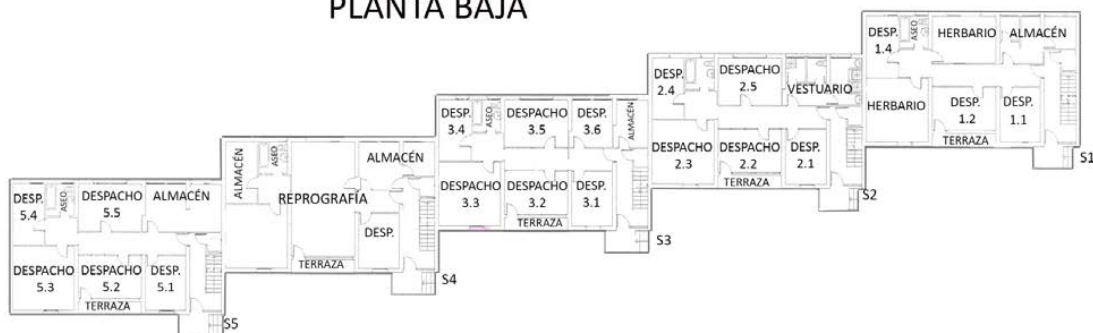 PLANTA BAJA
DESP.
5.4
ASEO
DESPACHO
5.5
ALMACÉN
DESPACHO
5.3
DESPACHO
5.2
DESP.
5.1
TERRAZA
S5
ALMACÉN
ASEO
REPROGRAFÍA
ALMACÉN
DESP.
TERRAZA
S4
DESP.
3.4
ASEO
DESPACHO
3.5
DESP.
3.6
ALMACÉN
DESPACHO
3.3
DESPACHO
3.2
DESP.
3.1
TERRAZA
S3
DESP.
2.4
DESPACHO
2.5
VESTUARIO
DESPACHO
2.3
DESPACHO
2.2
DESP.
2.1
TERRAZA
S2
DESP.
1.4
ASEO
HERBARIO
ALMACÉN
HERBARIO
DESP.
1.2
DESP.
1.1
TERRAZA
S1